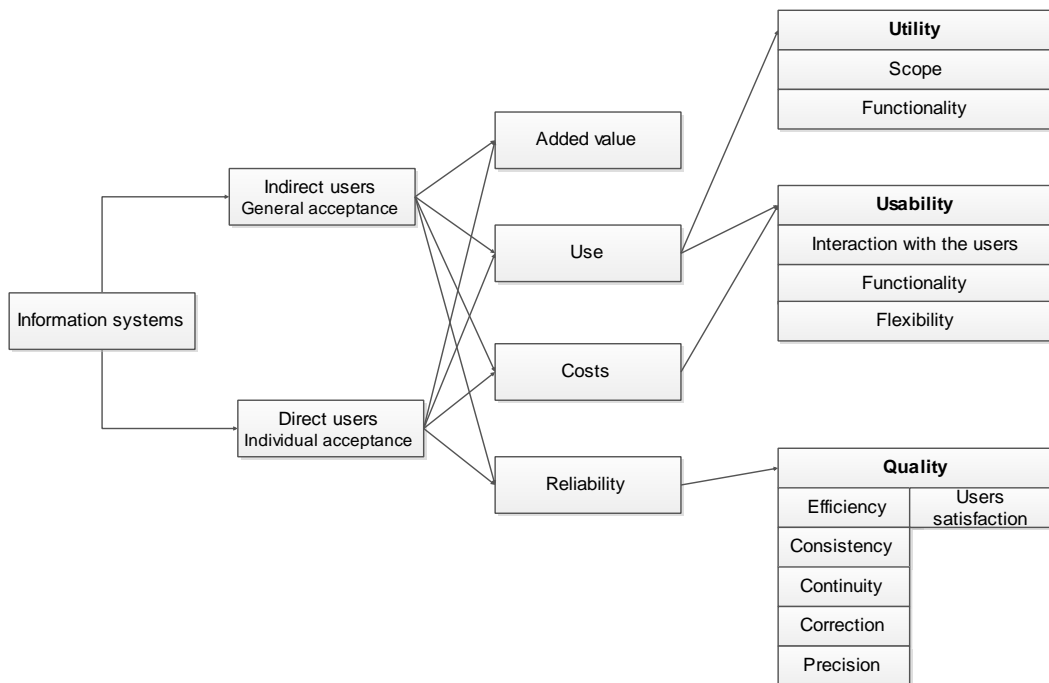 Information systems
Indirect users
General acceptance
Direct users
Individual acceptance
Added value
Use
Costs
Reliability
Utility
Scope
Functionality
Usability
Interaction with the users
Functionality
Flexibility
Quality
Efficiency
Users
satisfaction
Consistency
Continuity
Correction
Precision